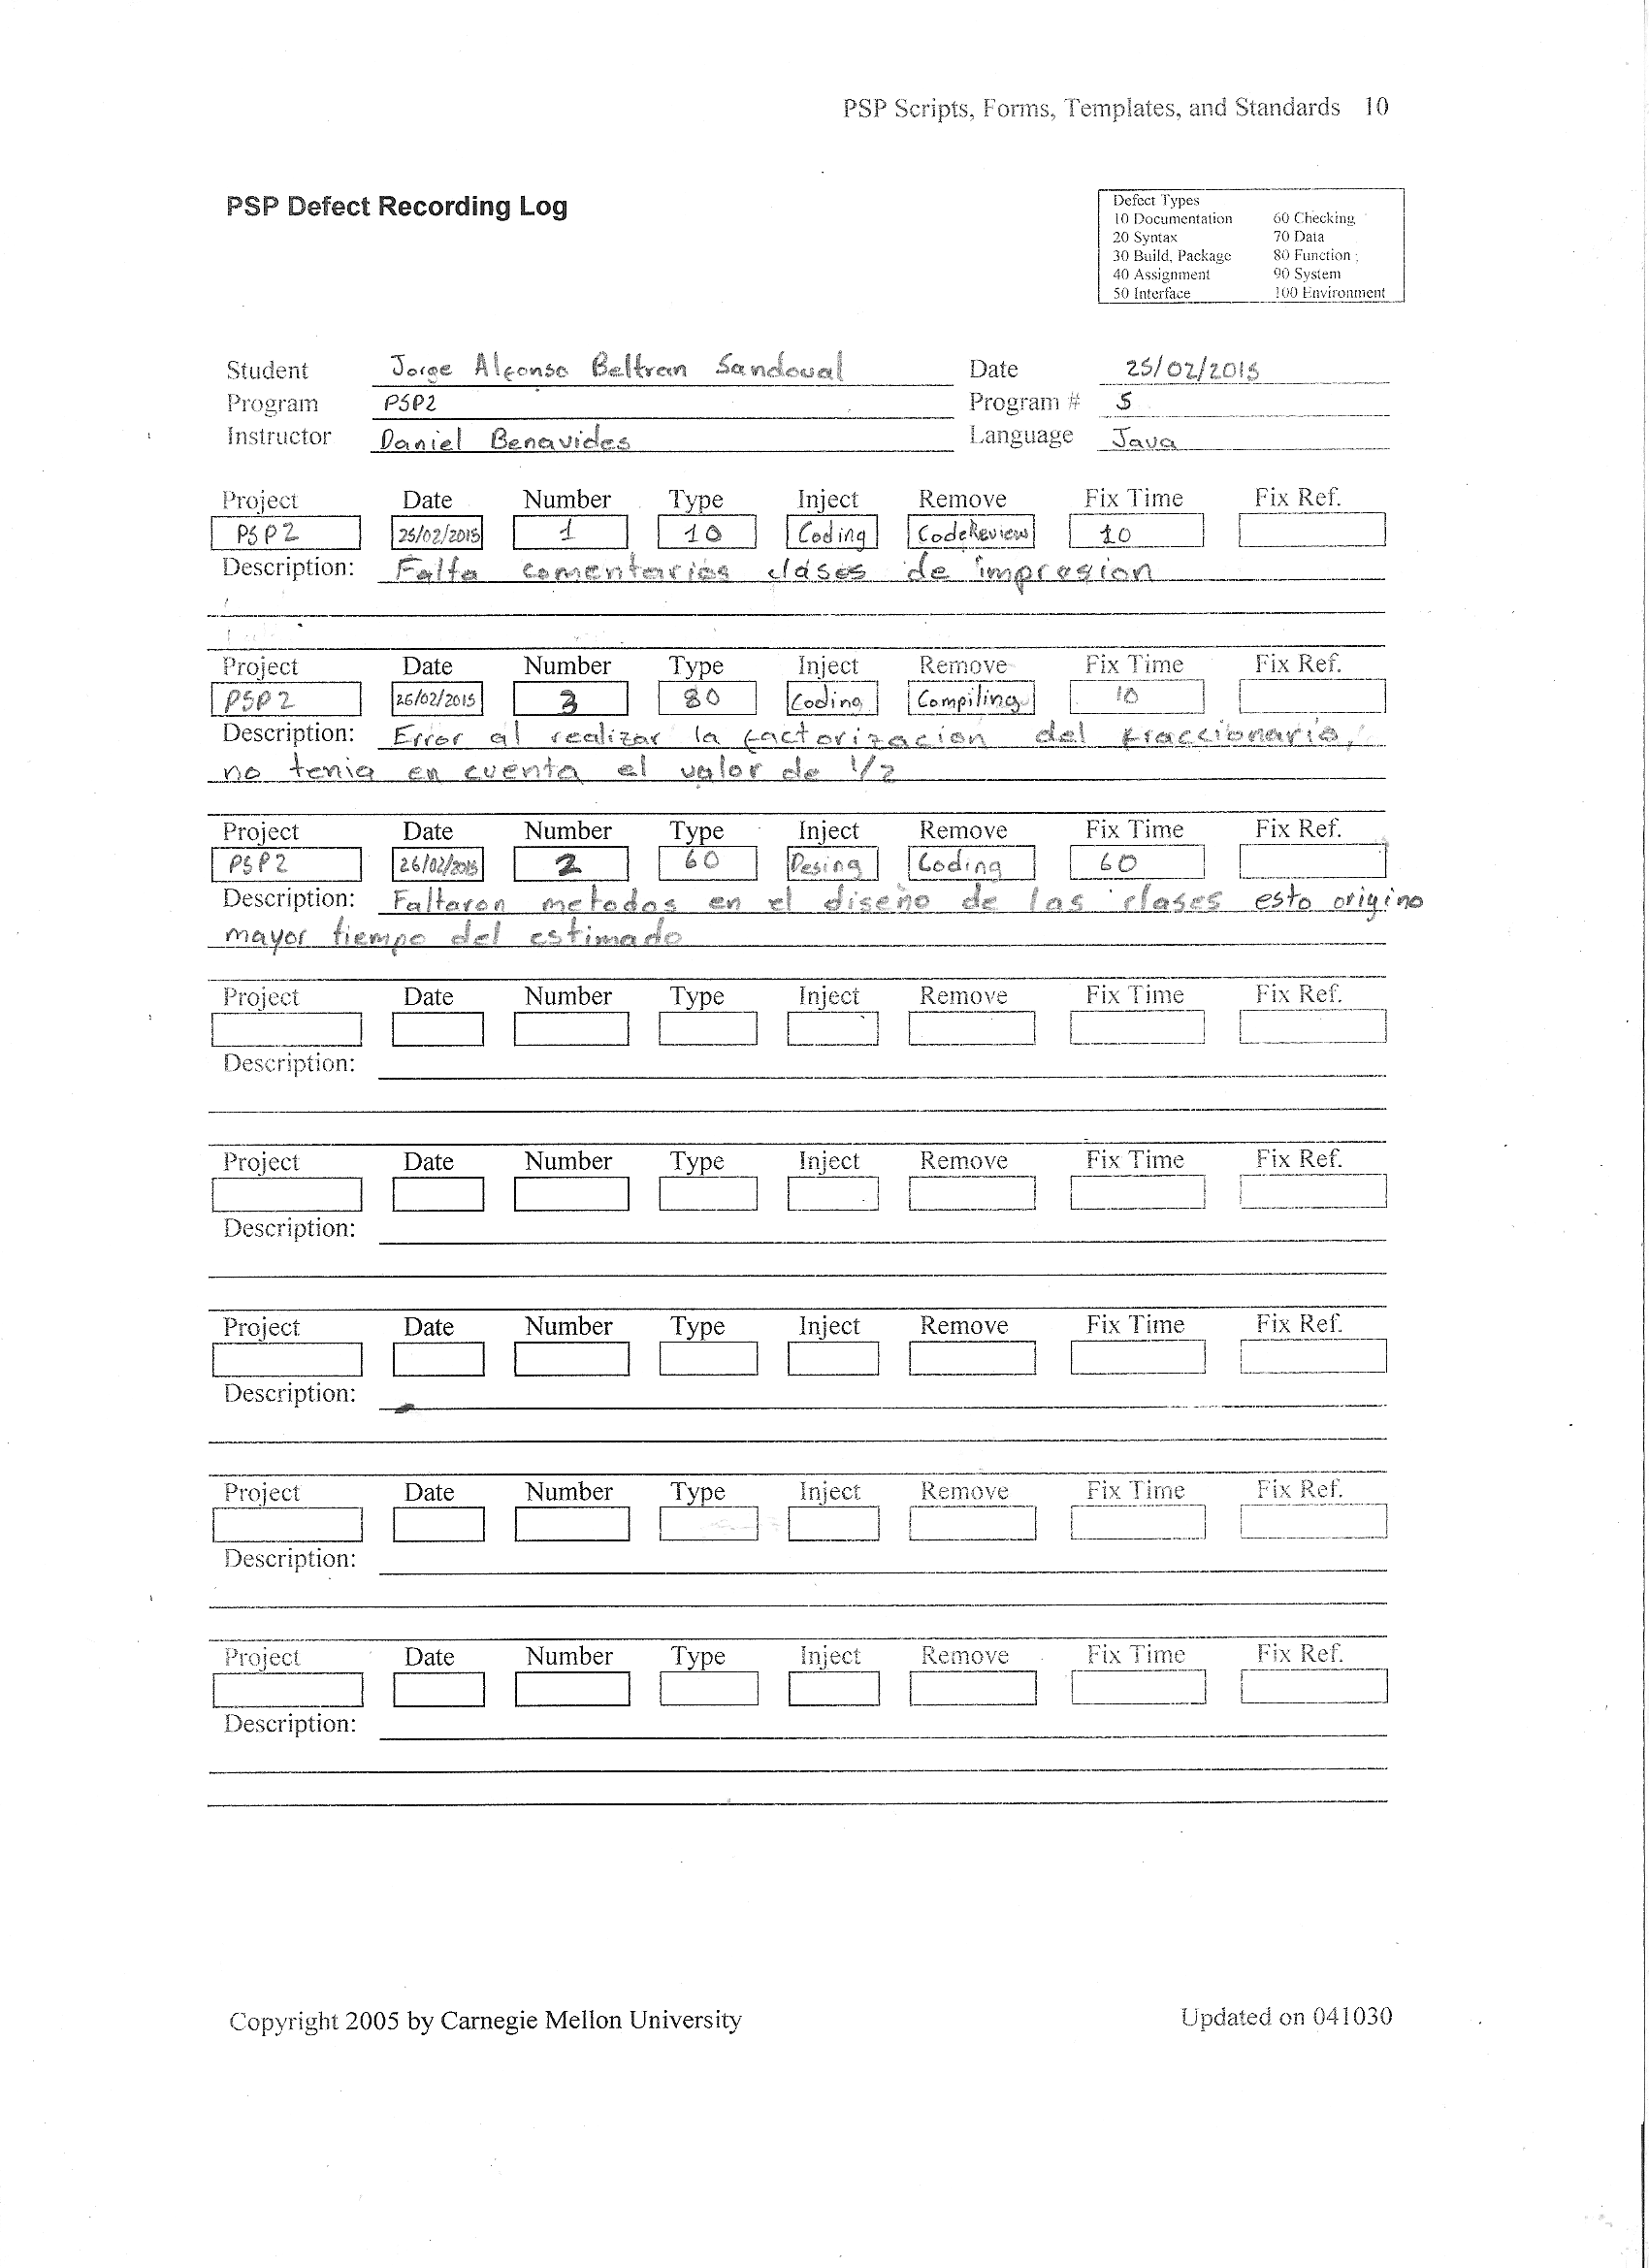 PSP Scripts, Forms, Templates, and Standards 10
PSP Defect Recording Log
Defect Types
10 Documentation 60 Checking
20 Syntax 70 Data
30 Build, Package 80 Function
40 Assignment 90 System
50 Interface 100 Environment
Student Jorge Alfonso Beltran Sandoval Date 25/02/2015
Program PSP2 Program # 5
Instructor Daniel Benavides Language Java
Project Date Number Type Inject Remove Fix Time Fix Ref.
PSP2 25/02/2015 1 10 Coding CodeReview 10
Description: Falta comentarios clases de impresion
Project Date Number Type Inject Remove Fix Time Fix Ref.
PSP2 26/02/2015 3 80 Coding Compiling 10
Description: Error al realizar la factorizacion del fraccionario,
no tenia en cuenta el valor de 1/2
Project Date Number Type Inject Remove Fix Time Fix Ref.
PSP2 26/02/2015 2 60 Desing Coding 60
Description: Faltaron metodos en el diseño de las clases esto origino
mayor tiempo del estimado
Project Date Number Type Inject Remove Fix Time Fix Ref.
Description:
Project Date Number Type Inject Remove Fix Time Fix Ref.
Description:
Project Date Number Type Inject Remove Fix Time Fix Ref.
Description:
Project Date Number Type Inject Remove Fix Time Fix Ref.
Description:
Project Date Number Type Inject Remove Fix Time Fix Ref.
Description:
Copyright 2005 by Carnegie Mellon University Updated on 041030